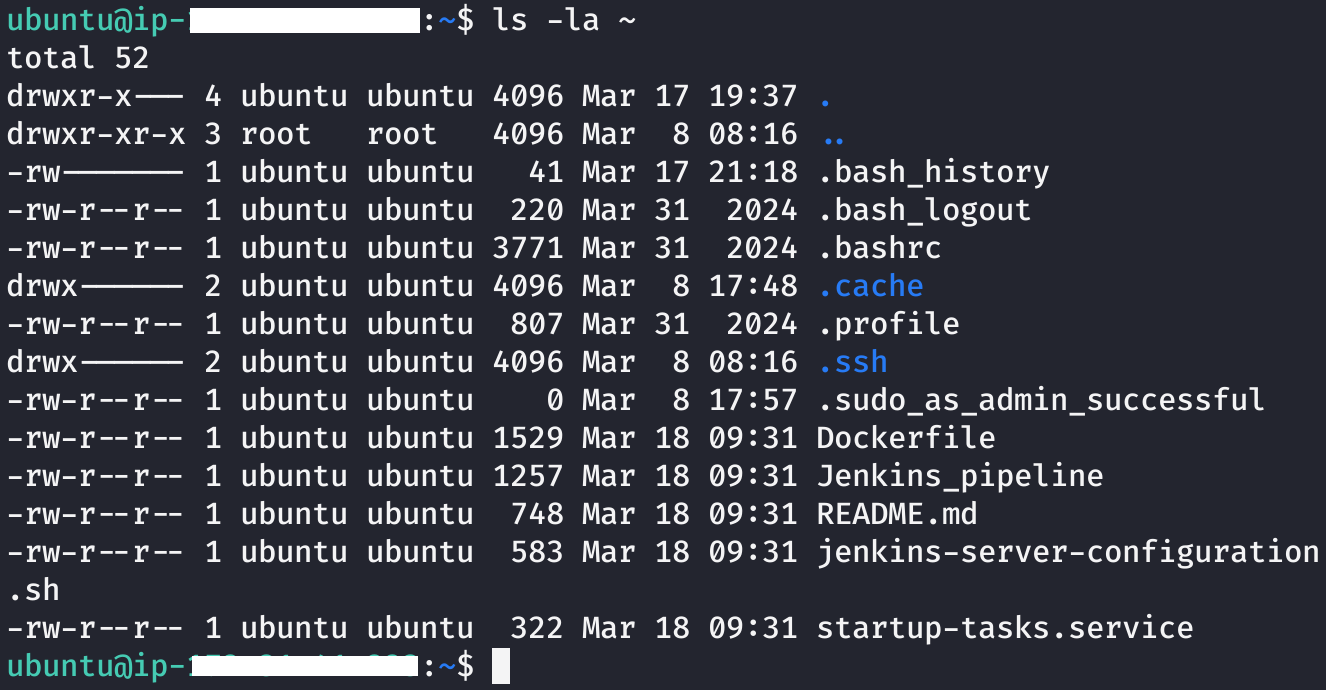 ubuntu@ip-:~$ ls -la ~
total 52
drwxr-x--- 4 ubuntu ubuntu 4096 Mar 17 19:37 .
drwxr-xr-x 3 root   root   4096 Mar  8 08:16 ..
-rw------- 1 ubuntu ubuntu   41 Mar 17 21:18 .bash_history
-rw-r--r-- 1 ubuntu ubuntu  220 Mar 31  2024 .bash_logout
-rw-r--r-- 1 ubuntu ubuntu 3771 Mar 31  2024 .bashrc
drwx------ 2 ubuntu ubuntu 4096 Mar  8 17:48 .cache
-rw-r--r-- 1 ubuntu ubuntu  807 Mar 31  2024 .profile
drwx------ 2 ubuntu ubuntu 4096 Mar  8 08:16 .ssh
-rw-r--r-- 1 ubuntu ubuntu    0 Mar  8 17:57 .sudo_as_admin_successful
-rw-r--r-- 1 ubuntu ubuntu 1529 Mar 18 09:31 Dockerfile
-rw-r--r-- 1 ubuntu ubuntu 1257 Mar 18 09:31 Jenkins_pipeline
-rw-r--r-- 1 ubuntu ubuntu  748 Mar 18 09:31 README.md
-rw-r--r-- 1 ubuntu ubuntu  583 Mar 18 09:31 jenkins-server-configuration
.sh
-rw-r--r-- 1 ubuntu ubuntu  322 Mar 18 09:31 startup-tasks.service
ubuntu@ip-:~$